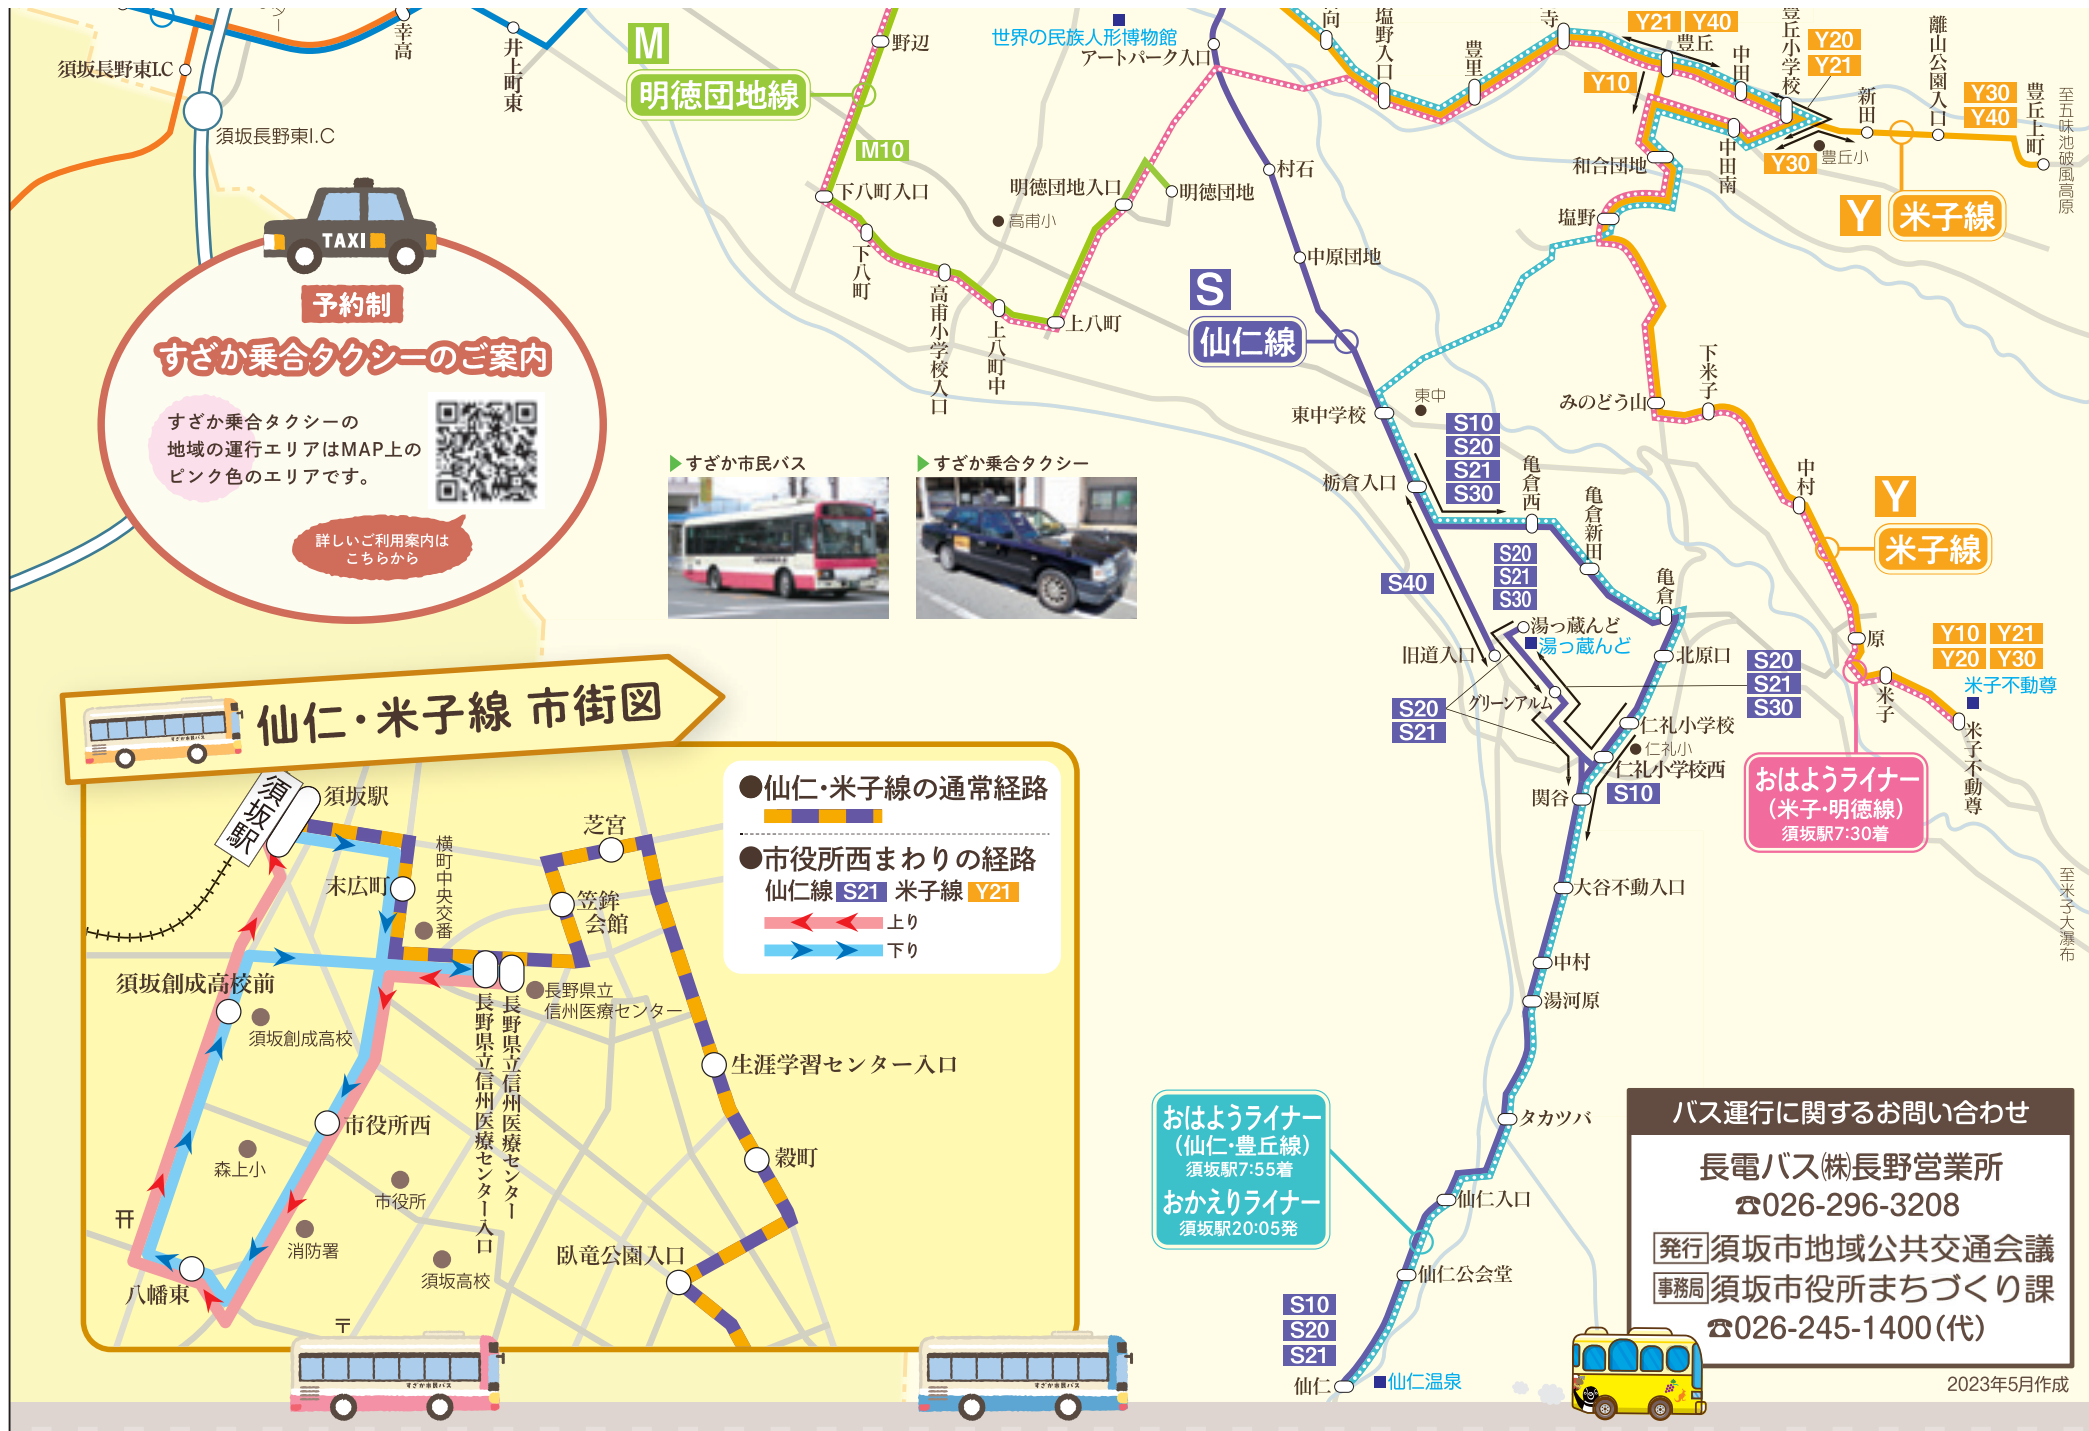 幸高
井上町東
須坂長野東I.C
須坂長野東I.C
M
明徳団地線
M10
野辺
世界の民族人形博物館
アートパーク入口
下八町入口
下八町
高甫小学校入口
上八町中
上八町
高甫小
明徳団地入口
明徳団地
村石
中原団地
向
塩野入口
豊里
寺
Y21 Y40
豊丘
Y10
中田
豊丘小学校
Y20
Y21
新田
離山公園入口
Y30
Y40
豊丘上町
至五味池破風高原
和合団地
中田南
Y30
豊丘小
塩野
Y
米子線
S
仙仁線
TAXI
予約制
すざか乗合タクシーのご案内
すざか乗合タクシーの
地域の運行エリアはMAP上の
ピンク色のエリアです。
詳しいご利用案内は
こちらから
すざか市民バス
すざか乗合タクシー
東中学校
東中
S10
S20
S21
S30
栃倉入口
亀倉西
亀倉新田
亀倉
S20
S21
S30
S40
湯っ蔵んど
湯っ蔵んど
旧道入口
グリーンアルム
S20
S21
北原口
S20
S21
S30
仁礼小学校
仁礼小
仁礼小学校西
S10
関谷
みのどう山
下米子
中村
Y
米子線
原
Y10 Y21
Y20 Y30
米子不動尊
米子
米子不動尊
おはようライナー
（米子・明徳線）
須坂駅7:30着
至米子大瀑布
大谷不動入口
中村
湯河原
タカツバ
仙仁入口
仙仁公会堂
S10
S20
S21
仙仁
仙仁温泉
おはようライナー
（仙仁・豊丘線）
須坂駅7:55着
おかえりライナー
須坂駅20:05発
仙仁・米子線 市街図
すざか市民バス
●仙仁・米子線の通常経路
●市役所西まわりの経路
仙仁線 S21 米子線 Y21
上り
下り
須坂駅
須坂駅
末広町
横町中央交番
芝宮
笠鉾
会館
須坂創成高校前
須坂創成高校
長野県立
信州医療センター
長野県立信州医療センター
長野県立信州医療センター入口
生涯学習センター入口
市役所西
森上小
市役所
穀町
消防署
須坂高校
臥竜公園入口
八幡東
〒
すざか市民バス
すざか市民バス
バス運行に関するお問い合わせ
長電バス㈱長野営業所
☎026-296-3208
発行 須坂市地域公共交通会議
事務局 須坂市役所まちづくり課
☎026-245-1400（代）
2023年5月作成